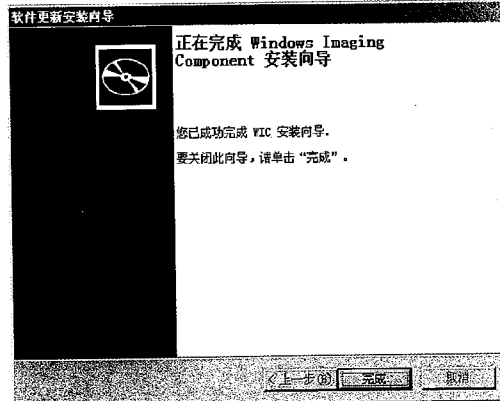 软件更新安装向导
正在完成 Windows Imaging
Component 安装向导
您已成功完成 WIC 安装向导.
要关闭此向导,请单击“完成”。
<上一步(B)
完成
取消